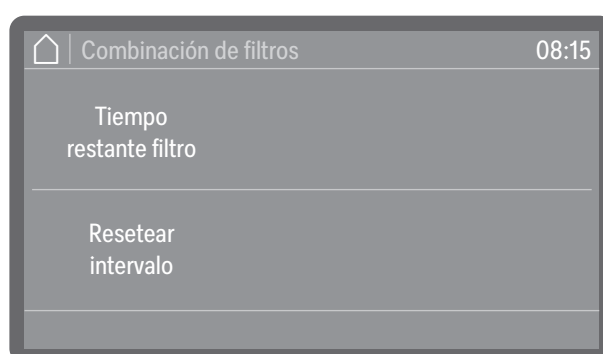 Combinación de filtros 08:15
Tiempo
restante filtro
Resetear
intervalo